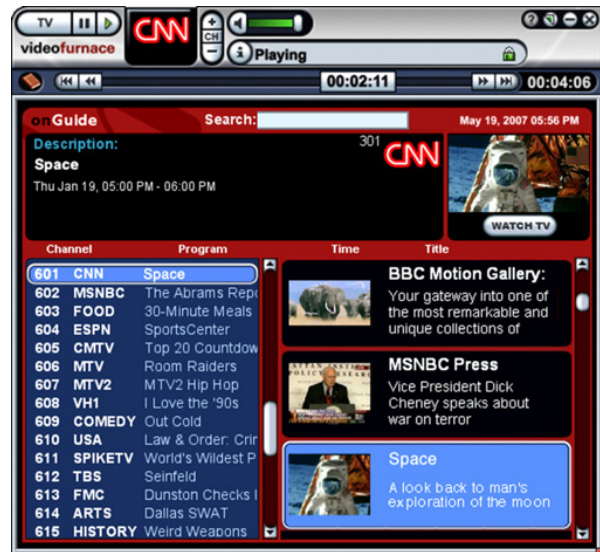 TV
CNN
+
CH
-
videofurnace
Playing
00:02:11
00:04:06
onGuide
Search:
May 19, 2007 05:56 PM
Description:
301
CNN
Space
Thu Jan 19, 05:00 PM - 06:00 PM
WATCH TV
Channel Program Time Title
601 CNN Space
602 MSNBC The Abrams Repo
603 FOOD 30-Minute Meals
604 ESPN SportsCenter
605 CMTV Top 20 Countdow
606 MTV Room Raiders
607 MTV2 MTV2 Hip Hop
608 VH1 I Love the '90s
609 COMEDY Out Cold
610 USA Law & Order: Crir
611 SPIKETV World's Wildest P
612 TBS Seinfeld
613 FMC Dunston Checks I
614 ARTS Dallas SWAT
615 HISTORY Weird Weapons
BBC Motion Gallery:
Your gateway into one of
the most remarkable and
unique collections of
MSNBC Press
Vice President Dick
Cheney speaks about
war on terror
Space
A look back to man's
exploration of the moon